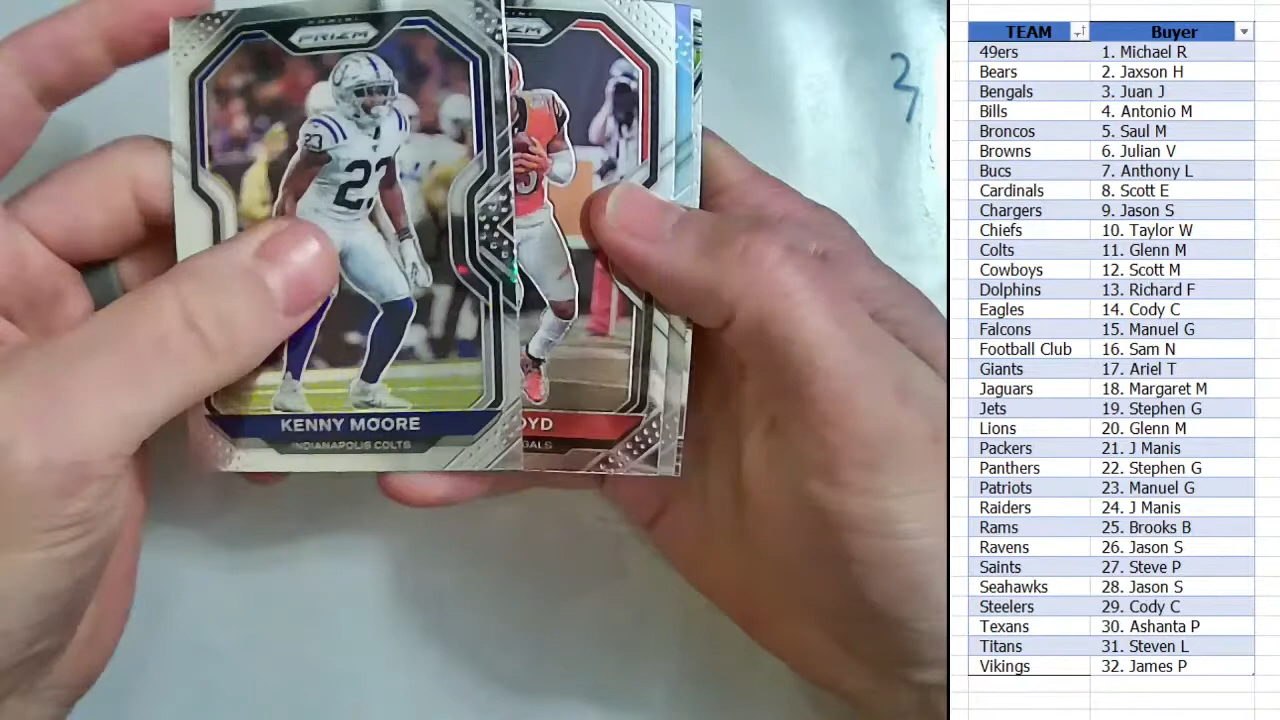 PANINI
PRIZM
23
23
KENNY MOORE
INDIANAPOLIS COLTS
PRIZM
OYD
GALS
3
TEAM Buyer
49ers 1. Michael R
Bears 2. Jaxson H
Bengals 3. Juan J
Bills 4. Antonio M
Broncos 5. Saul M
Browns 6. Julian V
Bucs 7. Anthony L
Cardinals 8. Scott E
Chargers 9. Jason S
Chiefs 10. Taylor W
Colts 11. Glenn M
Cowboys 12. Scott M
Dolphins 13. Richard F
Eagles 14. Cody C
Falcons 15. Manuel G
Football Club 16. Sam N
Giants 17. Ariel T
Jaguars 18. Margaret M
Jets 19. Stephen G
Lions 20. Glenn M
Packers 21. J Manis
Panthers 22. Stephen G
Patriots 23. Manuel G
Raiders 24. J Manis
Rams 25. Brooks B
Ravens 26. Jason S
Saints 27. Steve P
Seahawks 28. Jason S
Steelers 29. Cody C
Texans 30. Ashanta P
Titans 31. Steven L
Vikings 32. James P